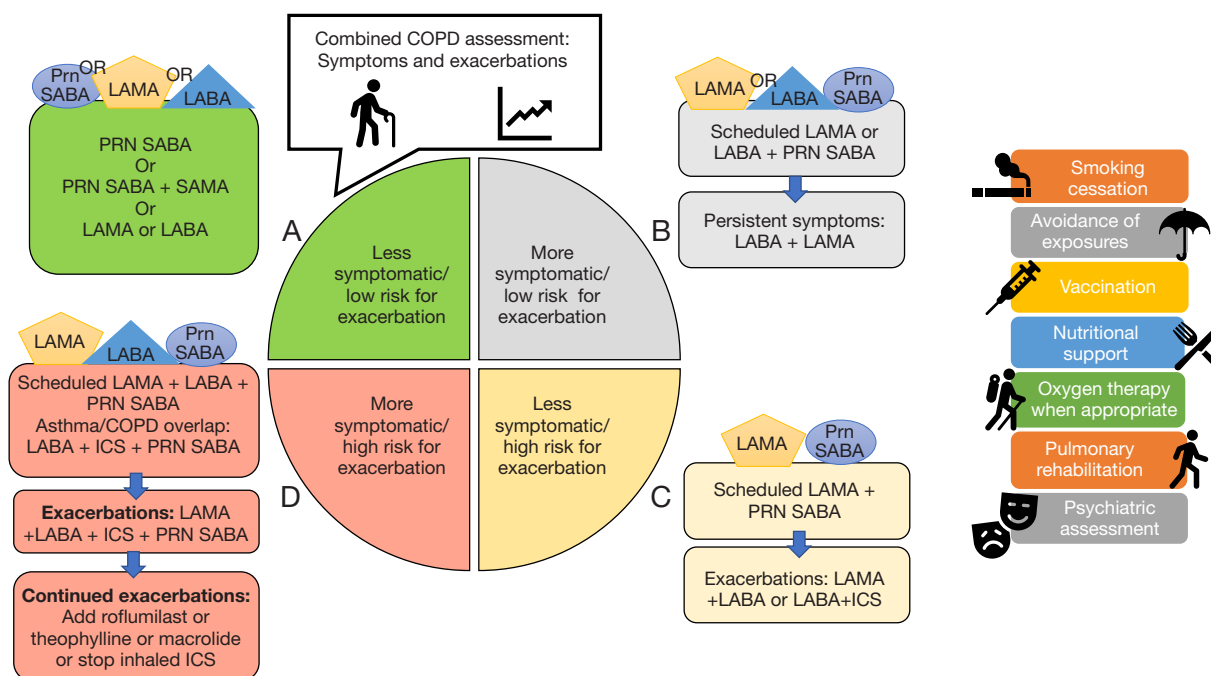 Combined COPD assessment:
Symptoms and exacerbations
Prn
SABA
OR
LAMA
OR
LABA
PRN SABA
Or
PRN SABA + SAMA
Or
LAMA or LABA
A
Less
symptomatic/
low risk for
exacerbation
More
symptomatic/
low risk for
exacerbation
B
LAMA
OR
LABA
Prn
SABA
Scheduled LAMA or
LABA + PRN SABA
Persistent symptoms:
LABA + LAMA
LAMA
LABA
Prn
SABA
Scheduled LAMA + LABA +
PRN SABA
Asthma/COPD overlap:
LABA + ICS + PRN SABA
Exacerbations: LAMA
+LABA + ICS + PRN SABA
Continued exacerbations:
Add roflumilast or
theophylline or macrolide
or stop inhaled ICS
D
More
symptomatic/
high risk for
exacerbation
Less
symptomatic/
high risk for
exacerbation
C
LAMA
Prn
SABA
Scheduled LAMA +
PRN SABA
Exacerbations: LAMA
+LABA or LABA+ICS
Smoking
cessation
Avoidance of
exposures
Vaccination
Nutritional
support
Oxygen therapy
when appropriate
Pulmonary
rehabilitation
Psychiatric
assessment